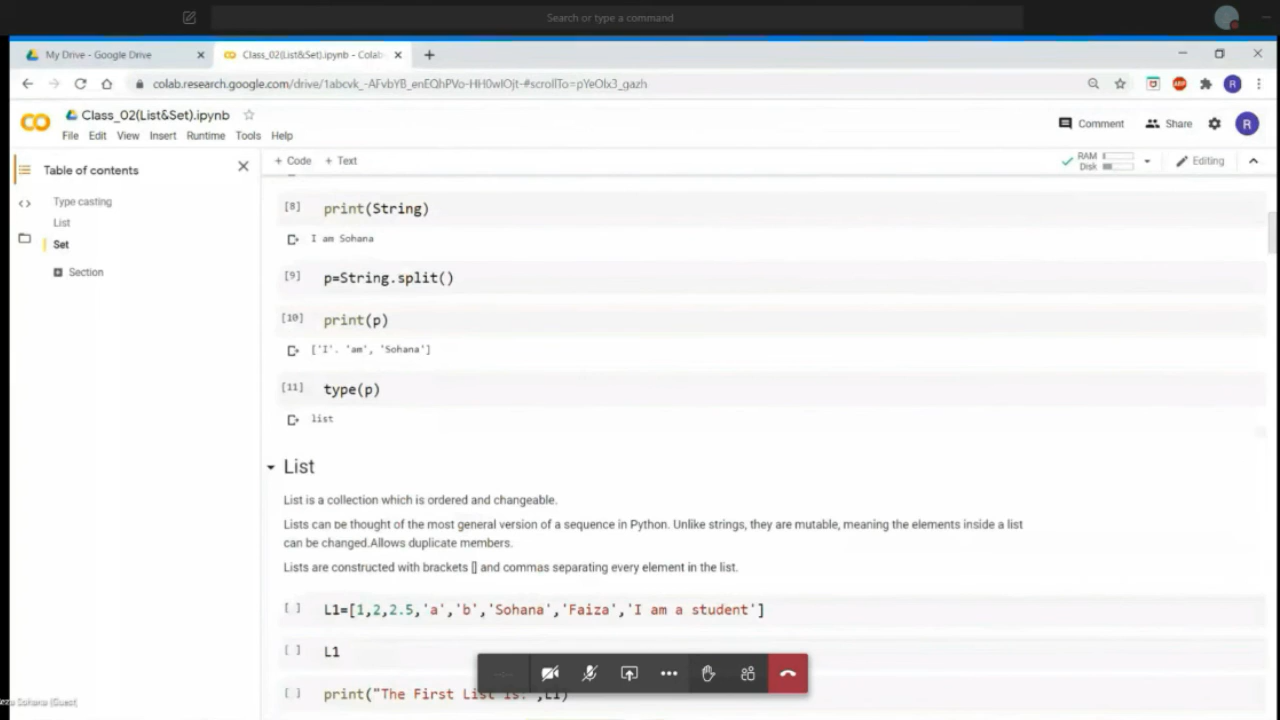 Search or type a command
My Drive - Google Drive
Class_02(List&Set).ipynb - Colab
colab.research.google.com/drive/1abcvk_-AFvbYB_enEQhPVo-HH0wIOjt-#scrollTo=pYeOlx3_gazh
Class_02(List&Set).ipynb
File Edit View Insert Runtime Tools Help
Comment Share R
Table of contents
+ Code + Text
RAM
Disk
Editing
Type casting
List
Set
Section
[8] print(String)
I am Sohana
[9] p=String.split()
[10] print(p)
['I'. 'am', 'Sohana']
[11] type(p)
list
List
List is a collection which is ordered and changeable.
Lists can be thought of the most general version of a sequence in Python. Unlike strings, they are mutable, meaning the elements inside a list
can be changed.Allows duplicate members.
Lists are constructed with brackets [] and commas separating every element in the list.
[ ] L1=[1,2,2.5,'a','b','Sohana','Faiza','I am a student']
[ ] L1
[ ] print("The First List is: ",L1)
Sohana (Guest)